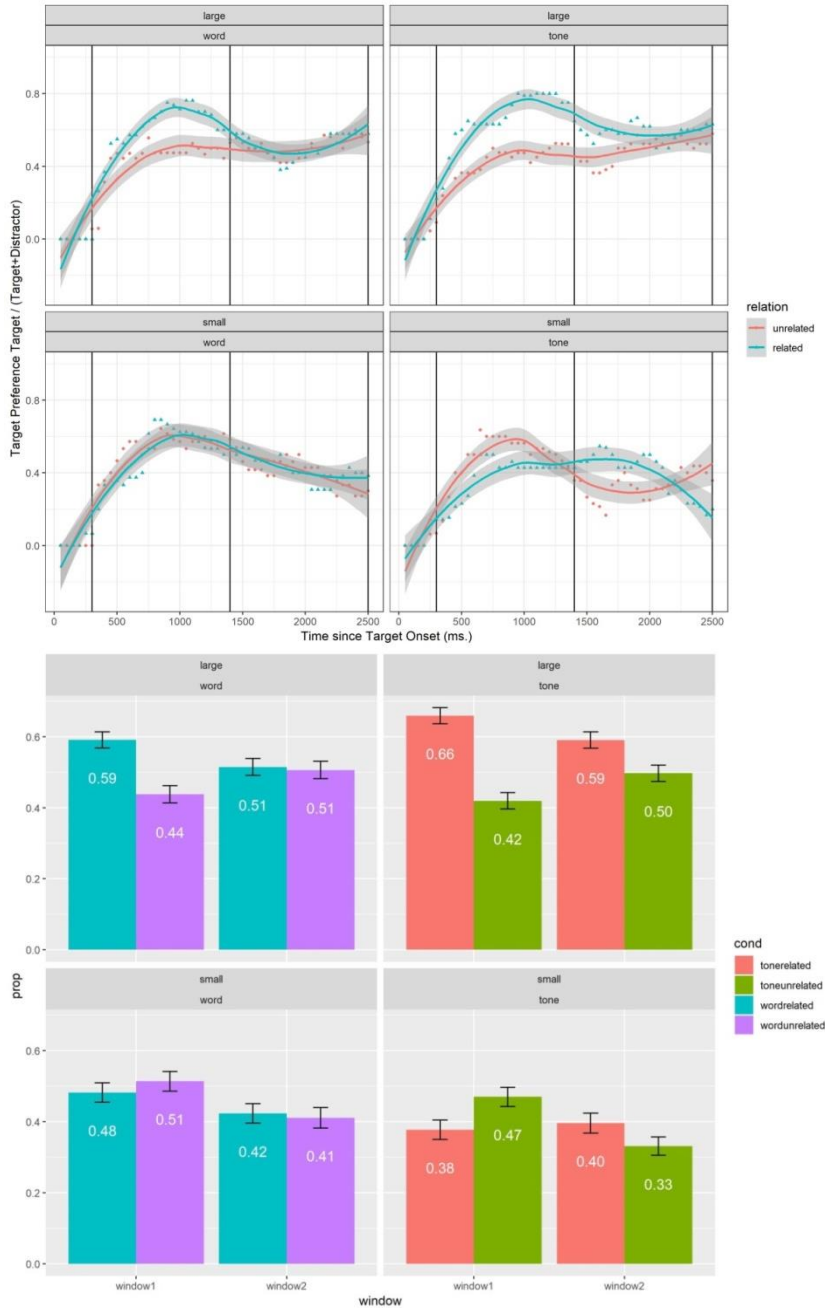 large
large
word
tone
0.8
0.4
0.0
small
small
word
tone
0.8
0.4
0.0
0
500
1000
1500
2000
2500
0
500
1000
1500
2000
2500
Time since Target Onset (ms.)
Target Preference Target / (Target+Distractor)
relation
unrelated
related
large
large
word
tone
0.6
0.4
0.2
0.0
0.59
0.44
0.51
0.51
0.66
0.42
0.59
0.50
small
small
word
tone
0.6
0.4
0.2
0.0
0.48
0.51
0.42
0.41
0.38
0.47
0.40
0.33
window1
window2
window1
window2
window
prop
cond
tonerelated
toneunrelated
wordrelated
wordunrelated